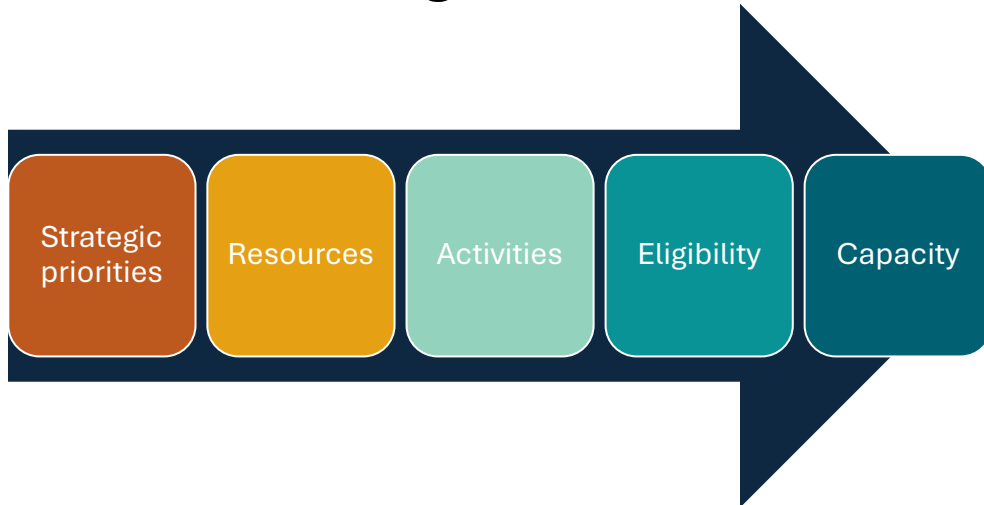 Strategic
priorities
Resources
Activities
Eligibility
Capacity